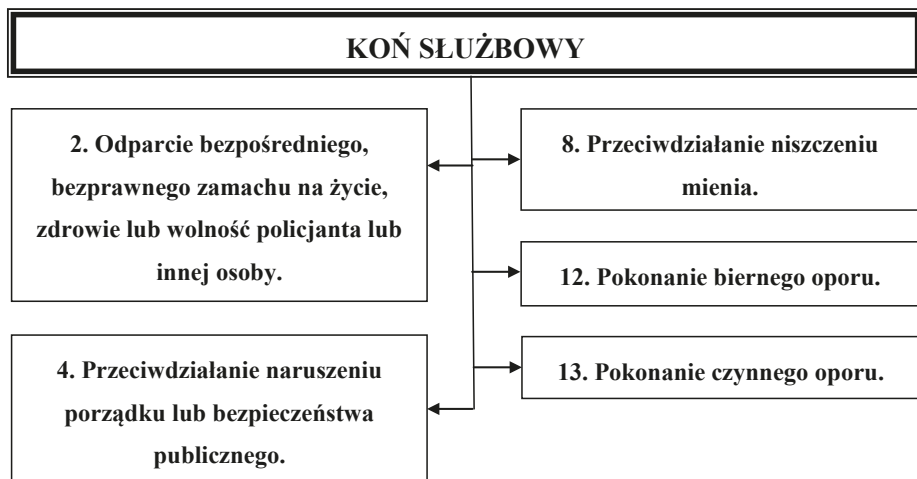 KOŃ SŁUŻBOWY
2. Odparcie bezpośredniego,
bezprawnego zamachu na życie,
zdrowie lub wolność policjanta lub
innej osoby.
4. Przeciwdziałanie naruszeniu
porządku lub bezpieczeństwa
publicznego.
8. Przeciwdziałanie niszczeniu
mienia.
12. Pokonanie biernego oporu.
13. Pokonanie czynnego oporu.